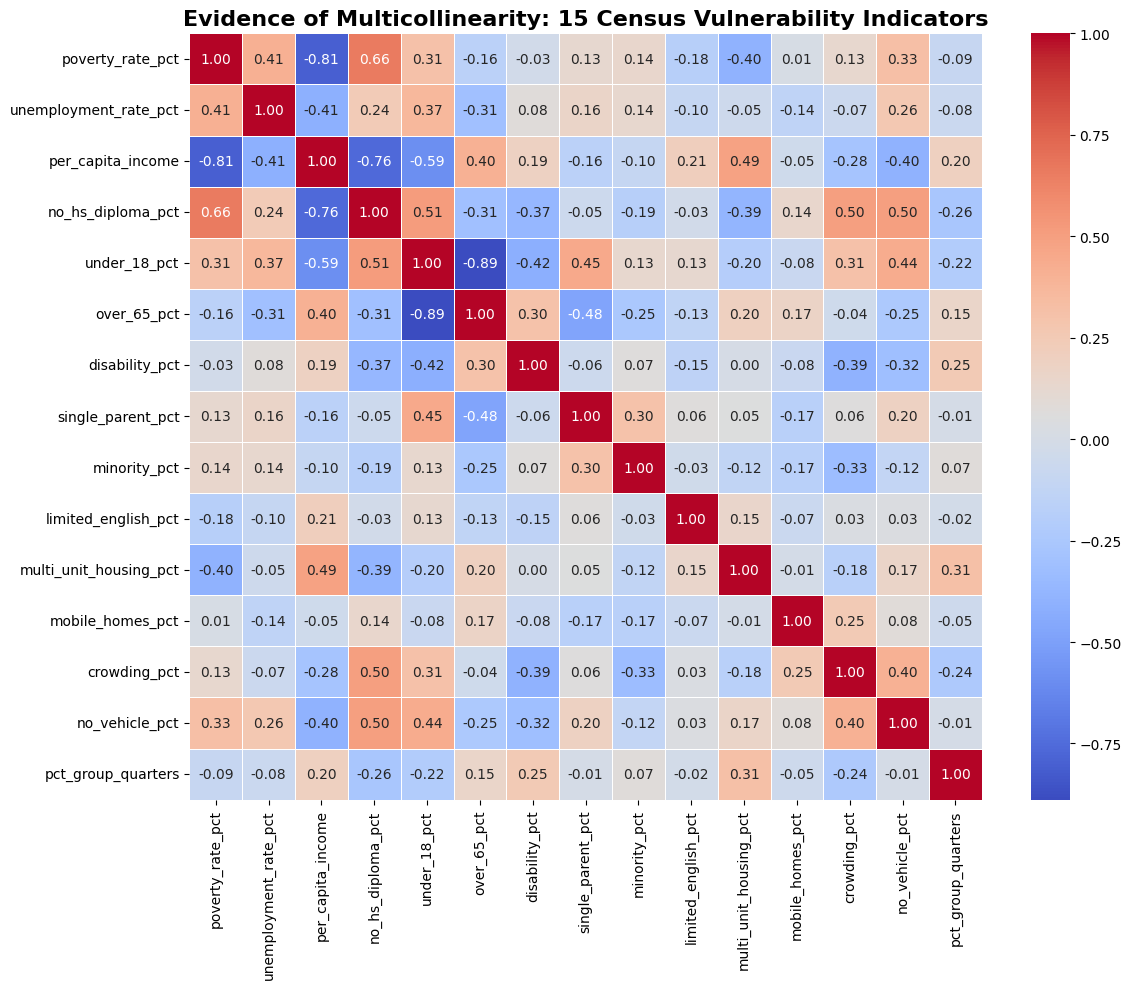 Evidence of Multicollinearity: 15 Census Vulnerability Indicators
poverty_rate_pct 1.00 0.41 -0.81 0.66 0.31 -0.16 -0.03 0.13 0.14 -0.18 -0.40 0.01 0.13 0.33 -0.09
unemployment_rate_pct 0.41 1.00 -0.41 0.24 0.37 -0.31 0.08 0.16 0.14 -0.10 -0.05 -0.14 -0.07 0.26 -0.08
per_capita_income -0.81 -0.41 1.00 -0.76 -0.59 0.40 0.19 -0.16 -0.10 0.21 0.49 -0.05 -0.28 -0.40 0.20
no_hs_diploma_pct 0.66 0.24 -0.76 1.00 0.51 -0.31 -0.37 -0.05 -0.19 -0.03 -0.39 0.14 0.50 0.50 -0.26
under_18_pct 0.31 0.37 -0.59 0.51 1.00 -0.89 -0.42 0.45 0.13 0.13 -0.20 -0.08 0.31 0.44 -0.22
over_65_pct -0.16 -0.31 0.40 -0.31 -0.89 1.00 0.30 -0.48 -0.25 -0.13 0.20 0.17 -0.04 -0.25 0.15
disability_pct -0.03 0.08 0.19 -0.37 -0.42 0.30 1.00 -0.06 0.07 -0.15 0.00 -0.08 -0.39 -0.32 0.25
single_parent_pct 0.13 0.16 -0.16 -0.05 0.45 -0.48 -0.06 1.00 0.30 0.06 0.05 -0.17 0.06 0.20 -0.01
minority_pct 0.14 0.14 -0.10 -0.19 0.13 -0.25 0.07 0.30 1.00 -0.03 -0.12 -0.17 -0.33 -0.12 0.07
limited_english_pct -0.18 -0.10 0.21 -0.03 0.13 -0.13 -0.15 0.06 -0.03 1.00 0.15 -0.07 0.03 0.03 -0.02
multi_unit_housing_pct -0.40 -0.05 0.49 -0.39 -0.20 0.20 0.00 0.05 -0.12 0.15 1.00 -0.01 -0.18 0.17 0.31
mobile_homes_pct 0.01 -0.14 -0.05 0.14 -0.08 0.17 -0.08 -0.17 -0.17 -0.07 -0.01 1.00 0.25 0.08 -0.05
crowding_pct 0.13 -0.07 -0.28 0.50 0.31 -0.04 -0.39 0.06 -0.33 0.03 -0.18 0.25 1.00 0.40 -0.24
no_vehicle_pct 0.33 0.26 -0.40 0.50 0.44 -0.25 -0.32 0.20 -0.12 0.03 0.17 0.08 0.40 1.00 -0.01
pct_group_quarters -0.09 -0.08 0.20 -0.26 -0.22 0.15 0.25 -0.01 0.07 -0.02 0.31 -0.05 -0.24 -0.01 1.00
poverty_rate_pct
unemployment_rate_pct
per_capita_income
no_hs_diploma_pct
under_18_pct
over_65_pct
disability_pct
single_parent_pct
minority_pct
limited_english_pct
multi_unit_housing_pct
mobile_homes_pct
crowding_pct
no_vehicle_pct
pct_group_quarters
1.00
0.75
0.50
0.25
0.00
−0.25
−0.50
−0.75